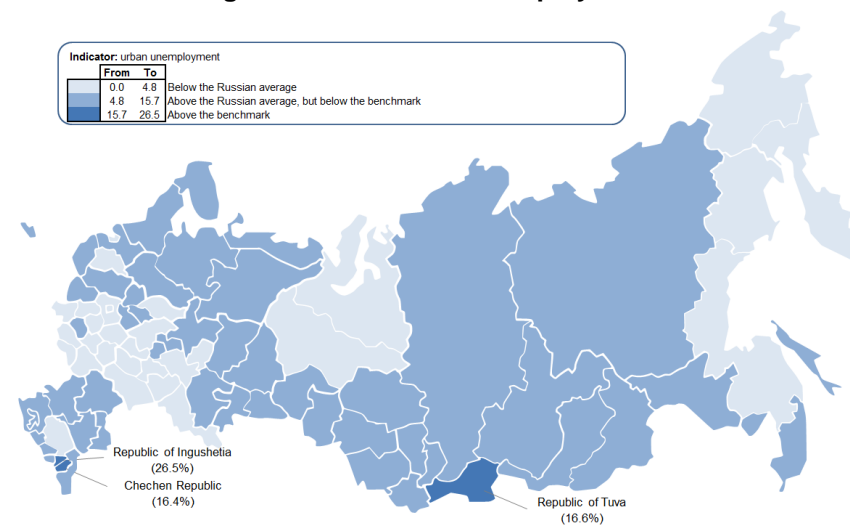 Indicator: urban unemployment
From To
0.0 4.8 Below the Russian average
4.8 15.7 Above the Russian average, but below the benchmark
15.7 26.5 Above the benchmark
Republic of Ingushetia
(26.5%)
Chechen Republic
(16.4%)
Republic of Tuva
(16.6%)